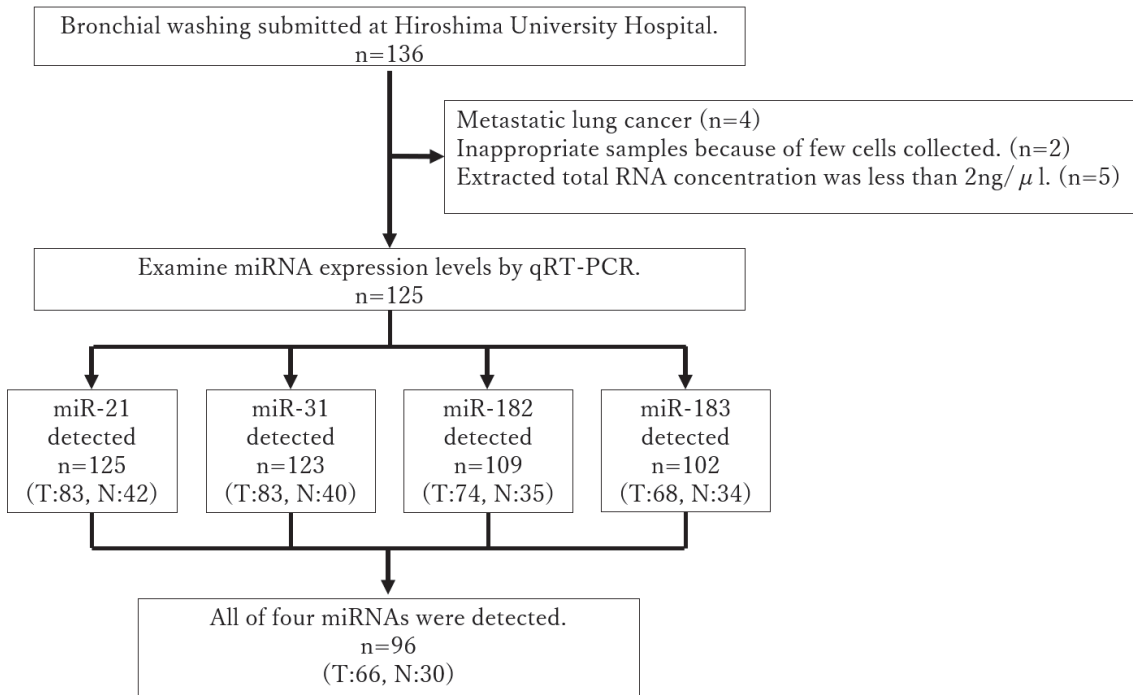 Bronchial washing submitted at Hiroshima University Hospital.
n=136
Metastatic lung cancer (n=4)
Inappropriate samples because of few cells collected. (n=2)
Extracted total RNA concentration was less than 2ng/μl. (n=5)
Examine miRNA expression levels by qRT-PCR.
n=125
miR-21
detected
n=125
(T:83, N:42)
miR-31
detected
n=123
(T:83, N:40)
miR-182
detected
n=109
(T:74, N:35)
miR-183
detected
n=102
(T:68, N:34)
All of four miRNAs were detected.
n=96
(T:66, N:30)